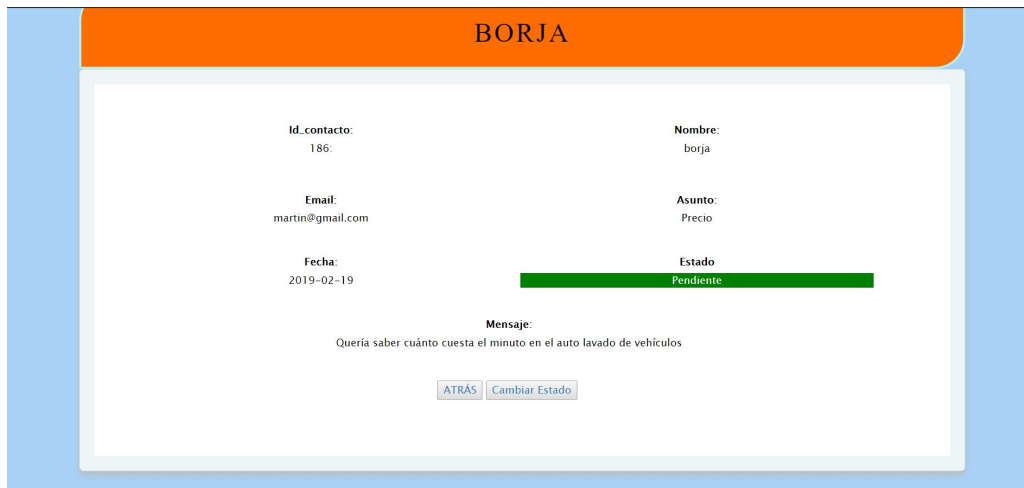 BORJA
Id_contacto: Nombre:
186: borja
Email: Asunto:
martin@gmail.com Precio
Fecha: Estado
2019-02-19 Pendiente
Mensaje:
Quería saber cuánto cuesta el minuto en el auto lavado de vehículos
ATRÁS Cambiar Estado